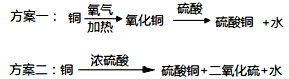 方案一： 铜 氧气 加热 氧化铜 硫酸 硫酸铜 +水
方案二：铜 浓硫酸 硫酸铜+二氧化硫+水